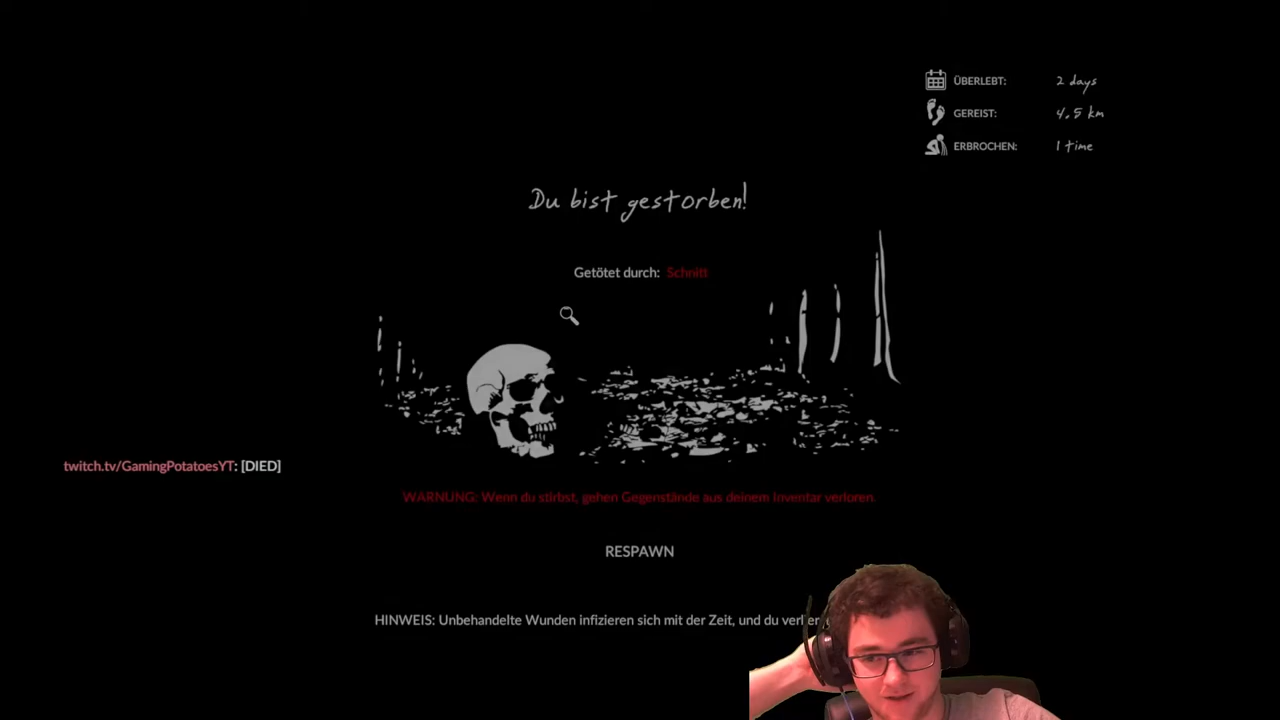 ÜBERLEBT: 2 days
GEREIST: 4.5 km
ERBROCHEN: 1 time
Du bist gestorben!
Getötet durch: Schnitt
twitch.tv/GamingPotatoesYT: [DIED]
WARNUNG: Wenn du stirbst, gehen Gegenstände aus deinem Inventar verloren.
RESPAWN
HINWEIS: Unbehandelte Wunden infizieren sich mit der Zeit, und du